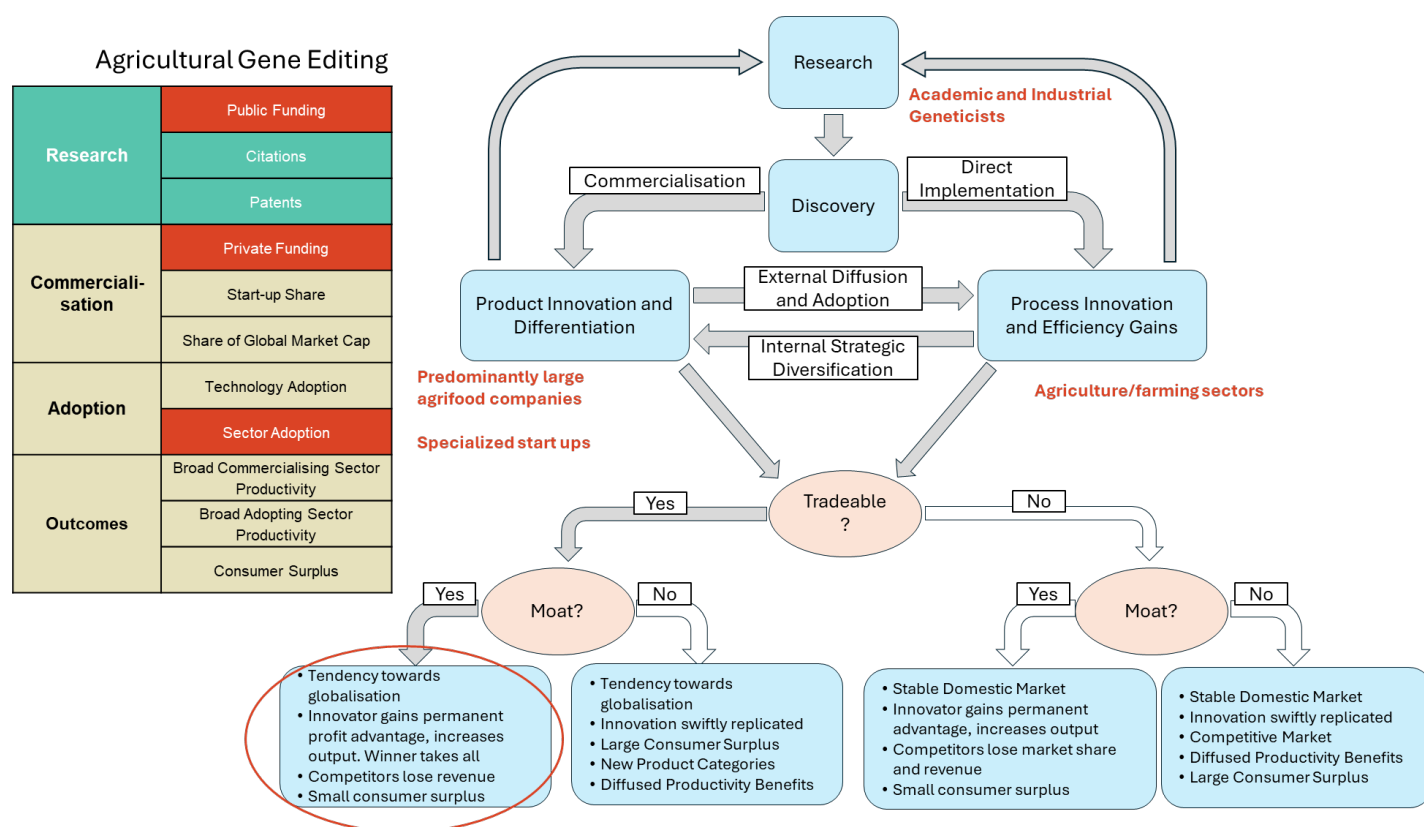 Agricultural Gene Editing
Research
Public Funding
Citations
Patents
Commerciali-
sation
Private Funding
Start-up Share
Share of Global Market Cap
Adoption
Technology Adoption
Sector Adoption
Outcomes
Broad Commercialising Sector
Productivity
Broad Adopting Sector
Productivity
Consumer Surplus
Research
Academic and Industrial
Geneticists
Commercialisation
Discovery
Direct
Implementation
Product Innovation and
Differentiation
External Diffusion
and Adoption
Internal Strategic
Diversification
Process Innovation
and Efficiency Gains
Predominantly large
agrifood companies
Specialized start ups
Agriculture/farming sectors
Tradeable
?
Yes
No
Moat?
Yes
No
Moat?
Yes
No
• Tendency towards
globalisation
• Innovator gains permanent
profit advantage, increases
output. Winner takes all
• Competitors lose revenue
• Small consumer surplus
• Tendency towards
globalisation
• Innovation swiftly replicated
• Large Consumer Surplus
• New Product Categories
• Diffused Productivity Benefits
• Stable Domestic Market
• Innovator gains permanent
advantage, increases output
• Competitors lose market share
and revenue
• Small consumer surplus
• Stable Domestic Market
• Innovation swiftly replicated
• Competitive Market
• Diffused Productivity Benefits
• Large Consumer Surplus